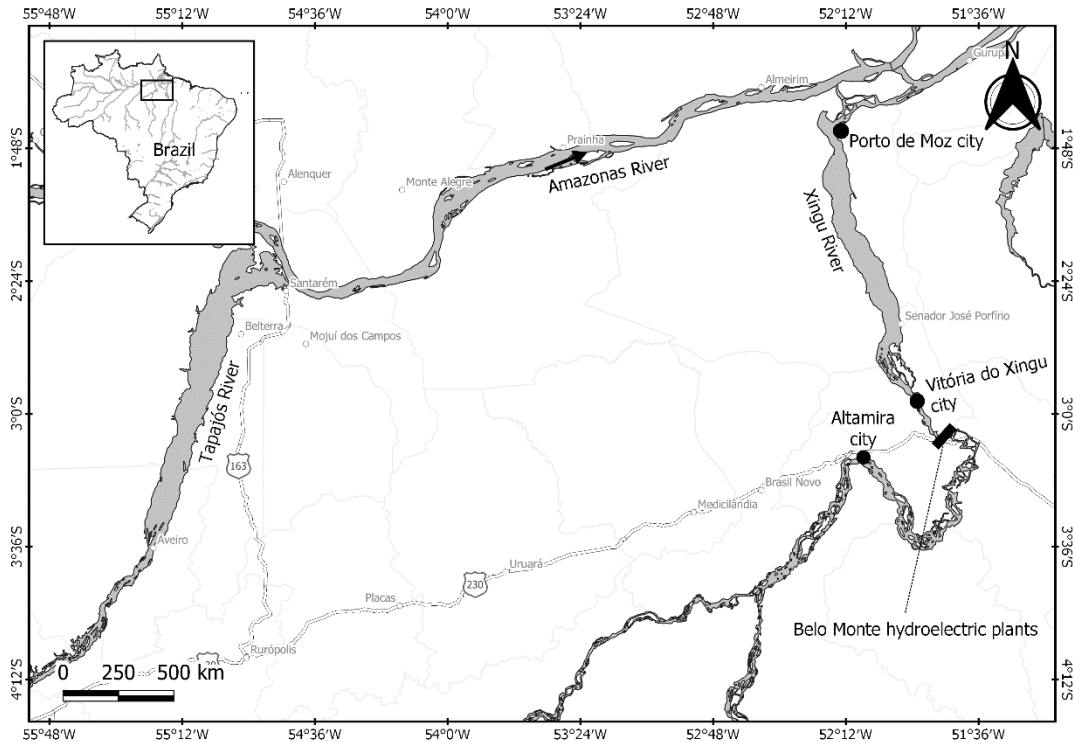 55°48'W 55°12'W 54°36'W 54°0'W 53°24'W 52°48'W 52°12'W 51°36'W
N
Gurupá
Almeirim
Brazil
1°48'S
Prainha
Porto de Moz city
1°48'S
Amazonas River
Alenquer
Monte Alegre
Xingu River
2°24'S
Santarém
2°24'S
Senador José Porfírio
Belterra
Mojuí dos Campos
Tapajós River
Vitória do Xingu
city
3°0'S
Altamira
city
3°0'S
163
Brasil Novo
Medicilândia
3°36'S
Aveiro
3°36'S
Uruará
230
Placas
Belo Monte hydroelectric plants
Rurópolis
4°12'S
0 250 500 km
4°12'S
55°48'W 55°12'W 54°36'W 54°0'W 53°24'W 52°48'W 52°12'W 51°36'W